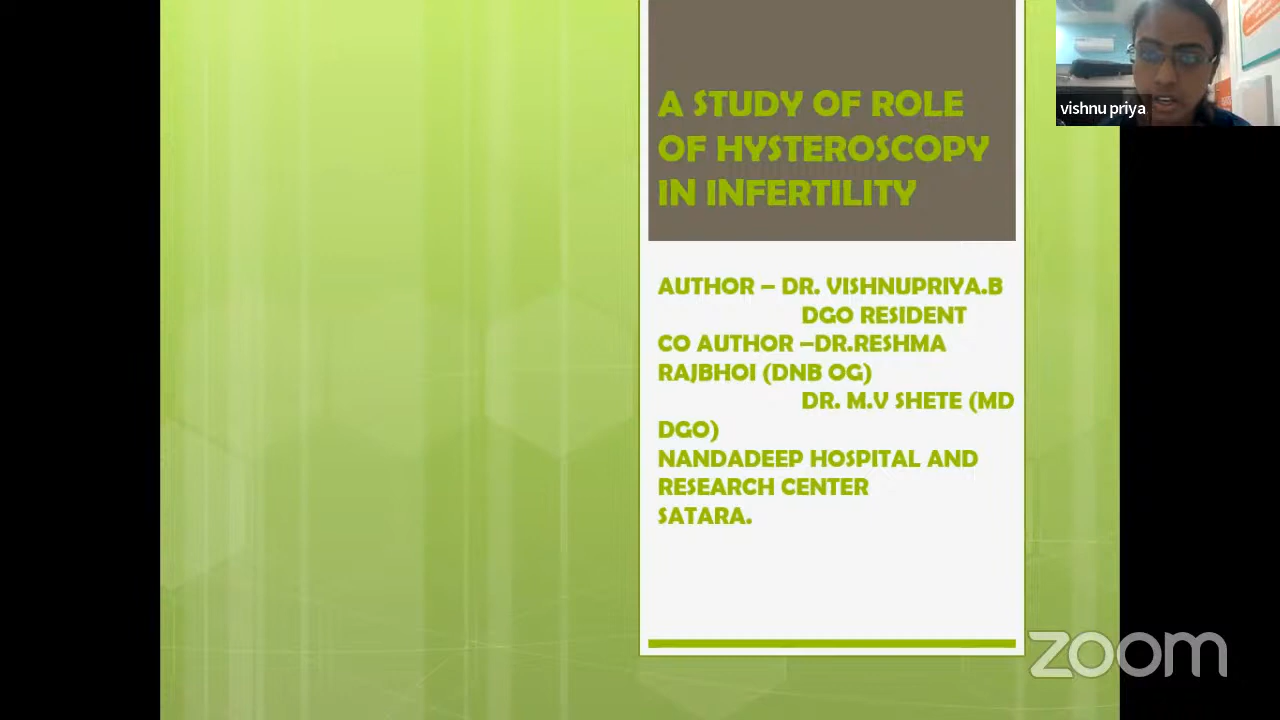 A STUDY OF ROLE
OF HYSTEROSCOPY
IN INFERTILITY
vishnu priya
AUTHOR – DR. VISHNUPRIYA.B
DGO RESIDENT
CO AUTHOR –DR.RESHMA
RAJBHOI (DNB OG)
DR. M.V SHETE (MD
DGO)
NANDADEEP HOSPITAL AND
RESEARCH CENTER
SATARA.
zoom